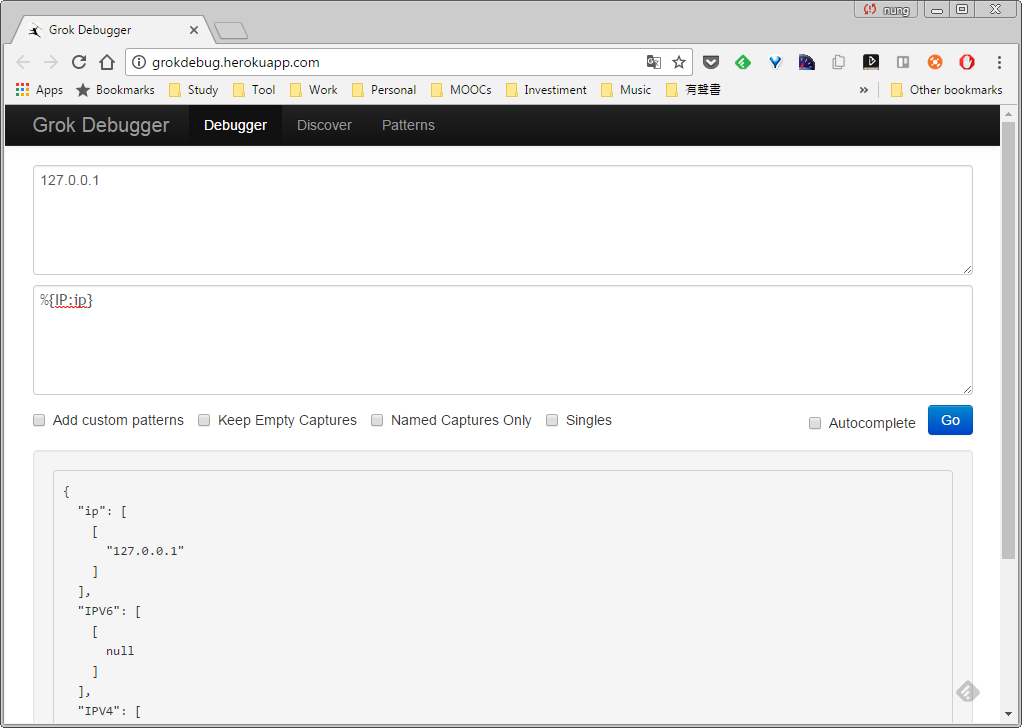 nung
Grok Debugger
grokdebug.herokuapp.com
Apps Bookmarks Study Tool Work Personal MOOCs Investiment Music 有聲書 » Other bookmarks
Grok Debugger Debugger Discover Patterns
127.0.0.1
%{IP:ip}
Add custom patterns Keep Empty Captures Named Captures Only Singles Autocomplete Go
{
"ip": [
[
"127.0.0.1"
]
],
"IPV6": [
[
null
]
],
"IPV4": [